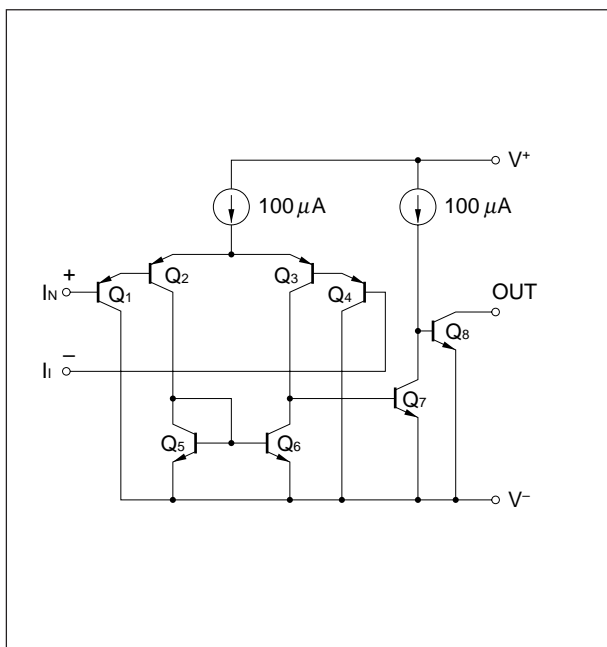 V+
100 μA 100 μA
Q2 Q3 OUT
+
IN Q1 Q4 Q8
−
II
Q7
Q5 Q6
V−